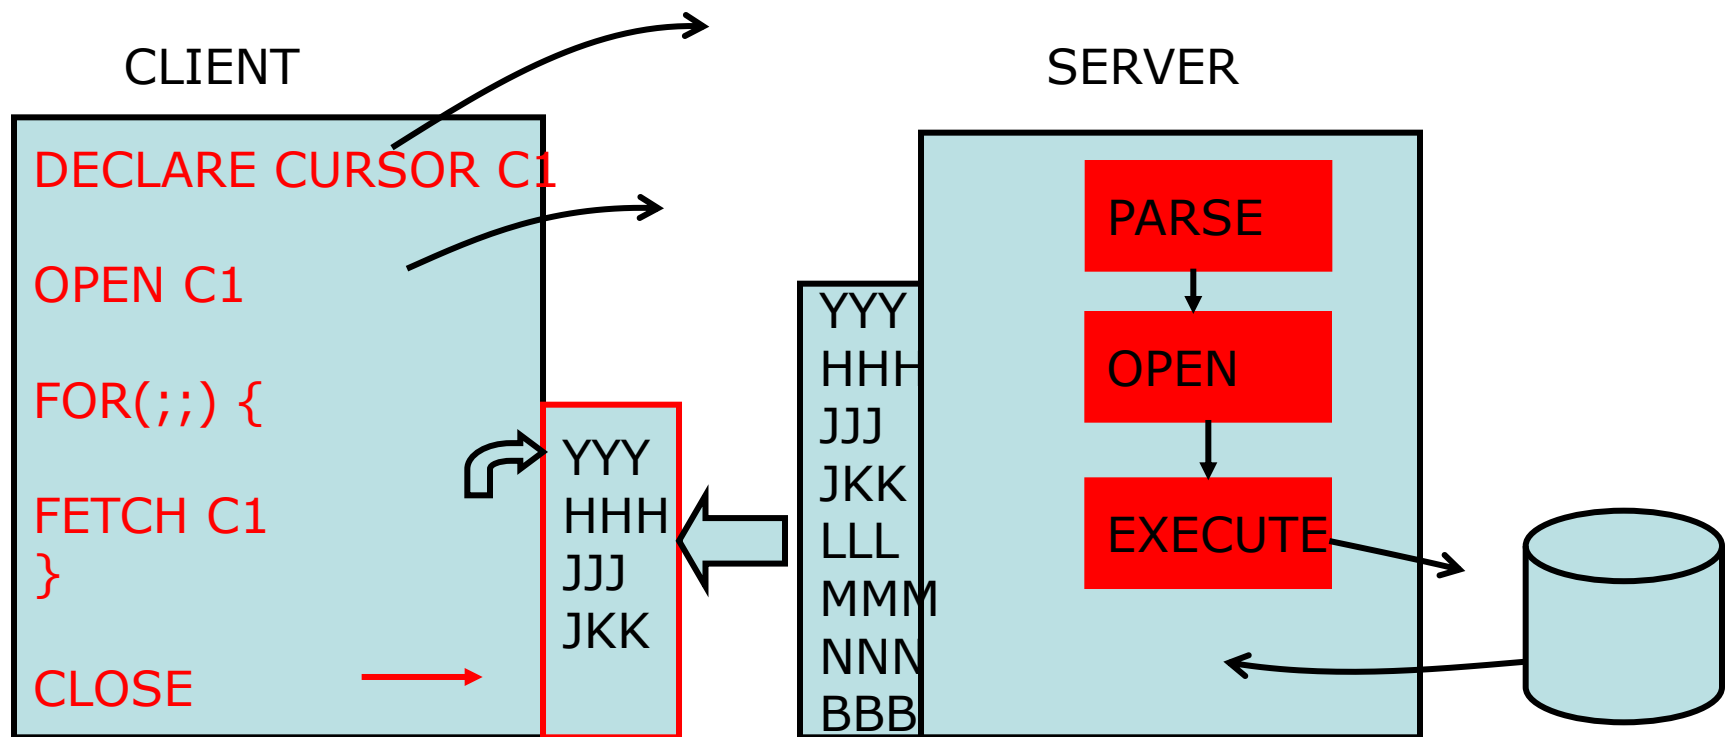 CLIENT
DECLARE CURSOR C1
OPEN C1
FOR(;;) {
FETCH C1
}
CLOSE
YYY
HHH
JJJ
JKK
SERVER
YYY
HHH
JJJ
JKK
LLL
MMM
NNN
BBB
PARSE
OPEN
EXECUTE